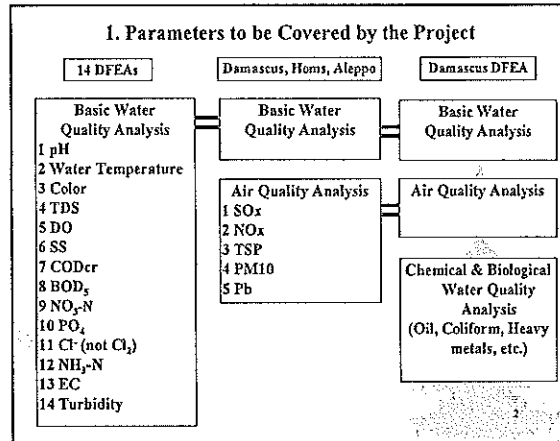 1. Parameters to be Covered by the Project
14 DFEAs
Damascus, Homs, Aleppo
Damascus DFEA
Basic Water
Quality Analysis
1 pH
2 Water Temperature
3 Color
4 TDS
5 DO
6 SS
7 CODcr
8 BOD₅
9 NO₃-N
10 PO₄
11 Cl⁻ (not Cl₂)
12 NH₃-N
13 EC
14 Turbidity
Basic Water
Quality Analysis
Air Quality Analysis
1 SOx
2 NOx
3 TSP
4 PM10
5 Pb
Basic Water
Quality Analysis
Air Quality Analysis
Chemical & Biological
Water Quality
Analysis
(Oil, Coliform, Heavy
metals, etc.)
2